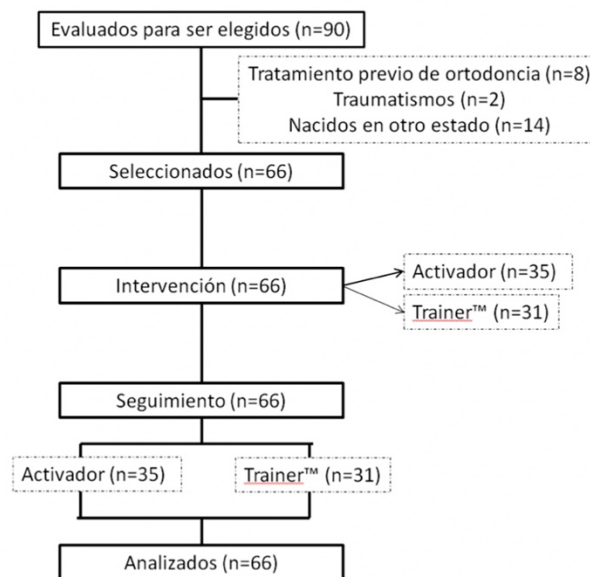 Evaluados para ser elegidos (n=90)
Tratamiento previo de ortodoncia (n=8)
Traumatismos (n=2)
Nacidos en otro estado (n=14)
Seleccionados (n=66)
Intervención (n=66)
Activador (n=35)
Trainer™ (n=31)
Seguimiento (n=66)
Activador (n=35)
Trainer™ (n=31)
Analizados (n=66)